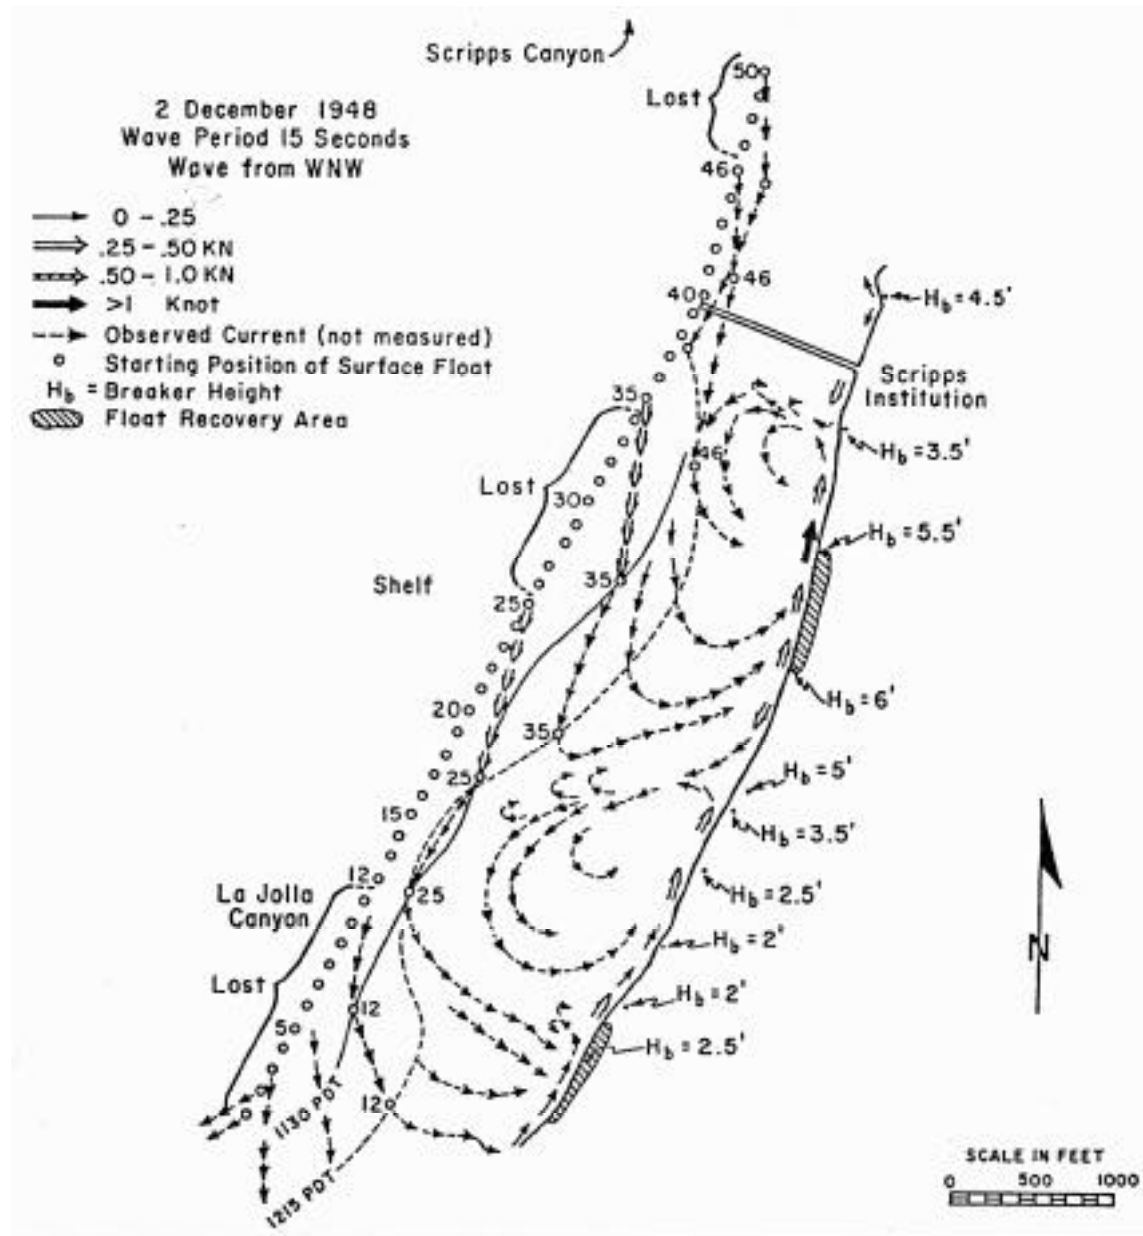 Scripps Canyon
50
Lost
2 December 1948
Wave Period 15 Seconds
Wave from WNW
46
0 - .25
.25 - .50 KN
.50 - 1.0 KN
>1 Knot
Observed Current (not measured)
Starting Position of Surface Float
Hb = Breaker Height
Float Recovery Area
46
40
Hb = 4.5'
Scripps
Institution
35
Hb = 3.5'
46
Lost
30
Hb = 5.5'
Shelf
35
25
Hb = 6'
20
35
Hb = 5'
25
15
Hb = 3.5'
12
La Jolla
Canyon
25
Hb = 2.5'
Hb = 2'
N
Lost
Hb = 2'
12
5
Hb = 2.5'
12
1130 PDT
1215 PDT
SCALE IN FEET
0 500 1000